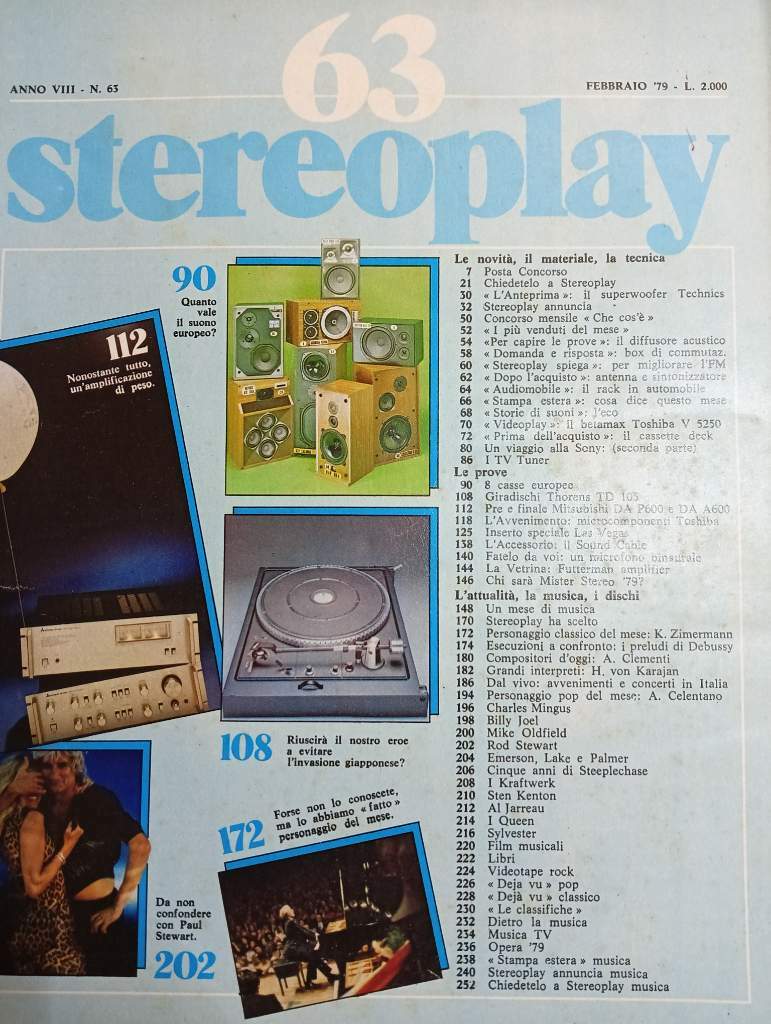 63
ANNO VIII - N. 63
FEBBRAIO '79 - L. 2.000
stereoplay
90
Quanto
vale
il suono
europeo?
112
Nonostante tutto,
un'amplificazione
di peso.
108
Riuscirà il nostro eroe
a evitare
l'invasione giapponese?
172
Forse non lo conoscete,
ma lo abbiamo « fatto »
personaggio del mese.
Da non
confondere
con Paul
Stewart.
202
Le novità, il materiale, la tecnica
7 Posta Concorso
21 Chiedetelo a Stereoplay
30 « L'Anteprima »: il superwoofer Technics
32 Stereoplay annuncia
50 Concorso mensile « Che cos'è »
52 « I più venduti del mese »
54 «Per capire le prove »: il diffusore acustico
58 « Domanda e risposta »: box di commutaz.
60 « Stereoplay spiega »: per migliorare l'FM
62 « Dopo l'acquisto »: antenna e sintonizzatore
64 « Audiomobile »: il rack in automobile
66 « Stampa estera »: cosa dice questo mese
68 « Storie di suoni »: l'eco
70 « Videoplay »: il betamax Toshiba V 5250
72 « Prima dell'acquisto »: il cassette deck
80 Un viaggio alla Sony: (seconda parte)
86 I TV Tuner
Le prove
90 8 casse europee
108 Giradischi Thorens TD 105
112 Pre e finale Mitsubishi DA P600 e DA A600
118 L'Avvenimento: microcomponenti Toshiba
125 Inserto speciale Las Vegas
138 L'Accessorio: il Sound Cable
140 Fatelo da voi: un microfono binaurale
144 La Vetrina: Futterman amplifier
146 Chi sarà Mister Stereo '79?
L'attualità, la musica, i dischi
148 Un mese di musica
170 Stereoplay ha scelto
172 Personaggio classico del mese: K. Zimermann
174 Esecuzioni a confronto: i preludi di Debussy
180 Compositori d'oggi: A. Clementi
182 Grandi interpreti: H. von Karajan
186 Dal vivo: avvenimenti e concerti in Italia
194 Personaggio pop del mese: A. Celentano
196 Charles Mingus
198 Billy Joel
200 Mike Oldfield
202 Rod Stewart
204 Emerson, Lake e Palmer
206 Cinque anni di Steeplechase
208 I Kraftwerk
210 Sten Kenton
212 Al Jarreau
214 I Queen
216 Sylvester
220 Film musicali
222 Libri
224 Videotape rock
226 « Deja vu » pop
228 « Dejà vu » classico
230 « Le classifiche »
232 Dietro la musica
234 Musica TV
236 Opera '79
238 « Stampa estera » musica
240 Stereoplay annuncia musica
252 Chiedetelo a Stereoplay musica